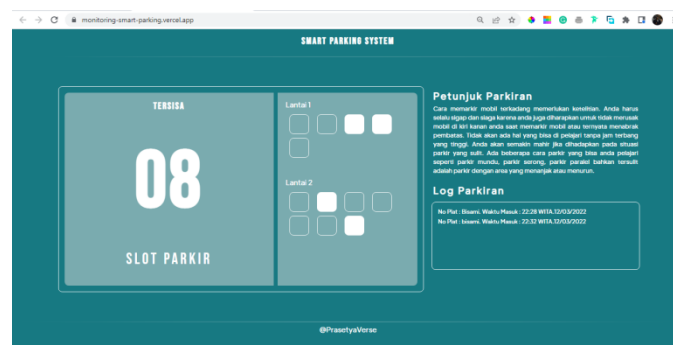 monitoring-smart-parking.vercel.app
SMART PARKING SYSTEM
TERSISA
08
SLOT PARKIR
Lantai 1
Lantai 2
Petunjuk Parkiran
Cara memarkir mobil terkadang memerlukan ketelitian. Anda harus
selalu sigap dan siaga karena anda juga diharapkan untuk tidak merusak
mobil di kiri kanan anda saat memarkir mobil atau ternyata menabrak
pembatas. Tidak akan ada hal yang bisa di pelajari tanpa jam terbang
yang tinggi. Anda akan semakin mahir jika dihadapkan pada situasi
parkir yang sulit. Ada beberapa cara parkir yang bisa anda pelajari
seperti parkir mundu, parkir serong, parkir paralel bahkan tersulit
adalah parkir dengan area yang menanjak atau menurun.
Log Parkiran
No Plat : Bisami. Waktu Masuk : 22:28 WITA.12/03/2022
No Plat : bisami. Waktu Masuk : 22:32 WITA.12/03/2022
@PrasetyaVerse